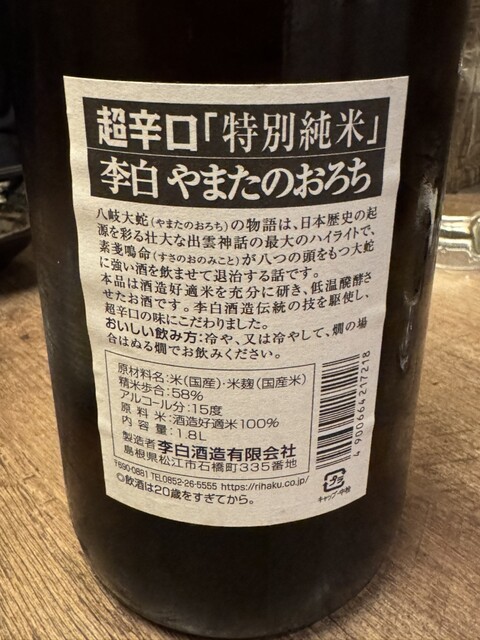 超辛口「特別純米」
李白 やまたのおろち
八岐大蛇(やまたのおろち)の物語は、日本歴史の起
源を彩る壮大な出雲神話の最大のハイライトで、
素戔鳴命(すさのおのみこと)が八つの頭をもつ大蛇
に強い酒を飲ませて退治する話です。
本品は酒造好適米を充分に研き、低温醗酵さ
せたお酒です。李白酒造伝統の技を駆使し、
超辛口の味にこだわりました。
おいしい飲み方:冷や、又は冷やして、燗の場
合はぬる燗でお飲みください。
原材料名:米(国産)・米麹(国産米)
精米歩合:58%
アルコール分:15度
原料米:酒造好適米100%
内容量:1.8L
製造者 李白酒造有限会社
島根県松江市石橋町335番地
〒690-0881 TEL0852-26-5555 https://rihaku.co.jp/
◎飲酒は20歳をすぎてから。
4900664217218
プラ
キャップ・中栓